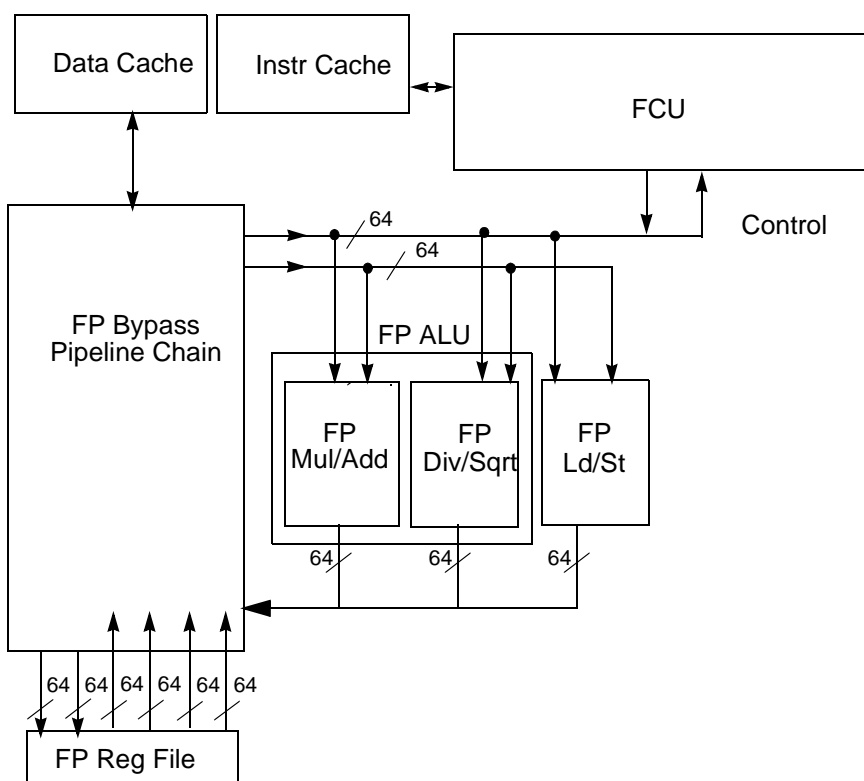 Data Cache
Instr Cache
FCU
64
Control
64
FP Bypass
Pipeline Chain
FP ALU
FP
Mul/Add
FP
Div/Sqrt
FP
Ld/St
64
64
64
64
64
64
64
64
64
FP Reg File